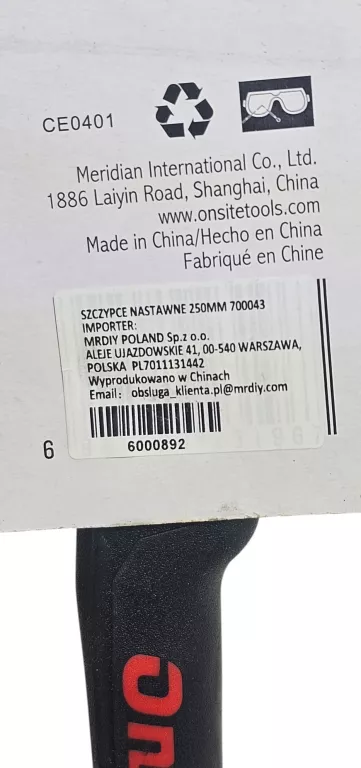 CE0401
Meridian International Co., Ltd.
1886 Laiyin Road, Shanghai, China
www.onsitetools.com
Made in China/Hecho en China
Fabriqué en Chine
SZCZYPCE NASTAWNE 250MM 700043
IMPORTER:
MRDIY POLAND Sp.z o.o.
ALEJE UJAZDOWSKIE 41, 00-540 WARSZAWA,
POLSKA PL7011131442
Wyprodukowano w Chinach
Email: obsluga_klienta.pl@mrdiy.com
6
6000892